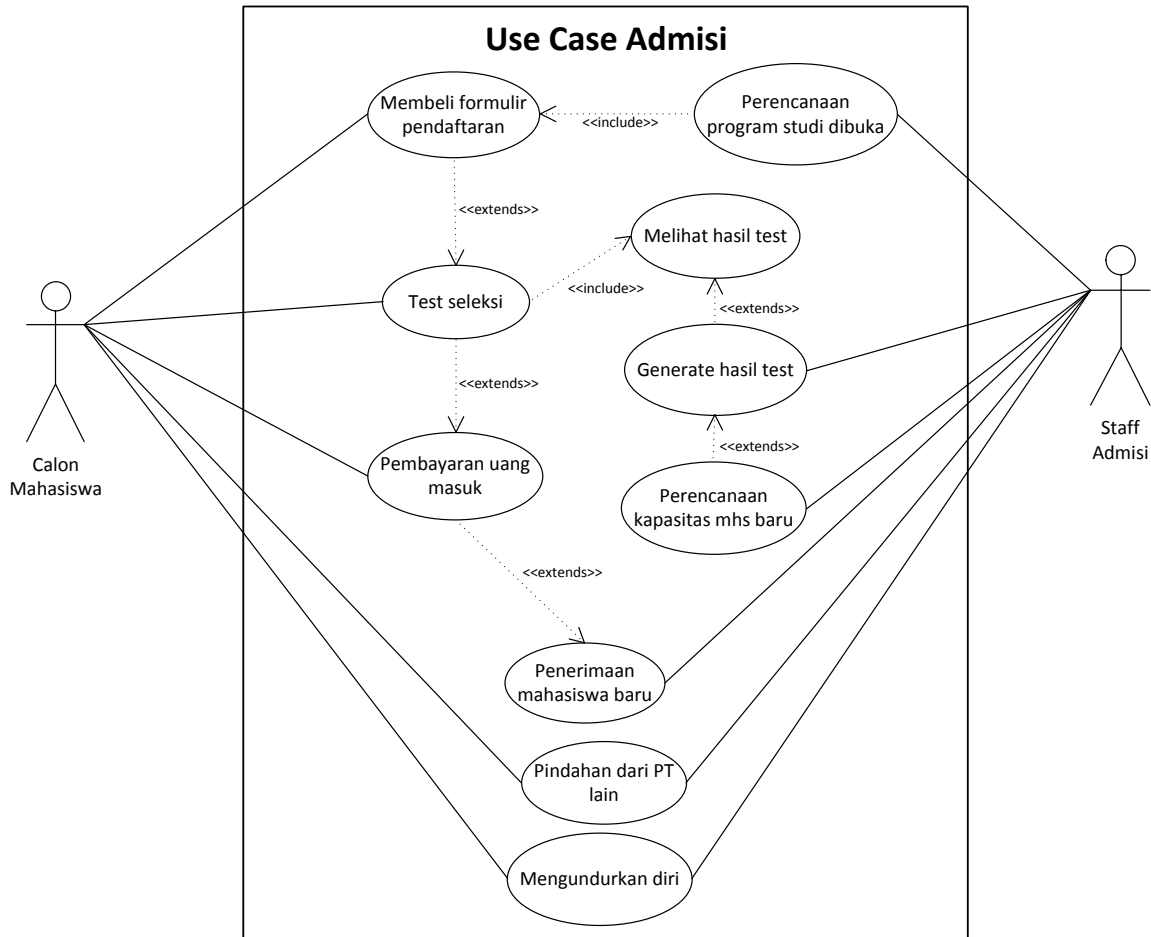 Use Case Admisi
Membeli formulir
pendaftaran
<<include>>
Perencanaan
program studi dibuka
<<extends>>
Melihat hasil test
Test seleksi
<<include>>
<<extends>>
Generate hasil test
<<extends>>
Calon
Mahasiswa
Staff
Admisi
<<extends>>
Pembayaran uang
masuk
Perencanaan
kapasitas mhs baru
<<extends>>
Penerimaan
mahasiswa baru
Pindahan dari PT
lain
Mengundurkan diri